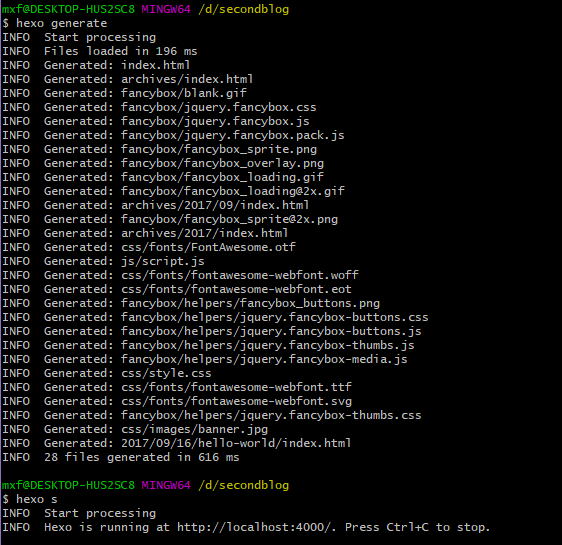 mxf@DESKTOP-HUS2SC8 MINGW64 /d/secondblog
$ hexo generate
INFO  Start processing
INFO  Files loaded in 196 ms
INFO  Generated: index.html
INFO  Generated: archives/index.html
INFO  Generated: fancybox/blank.gif
INFO  Generated: fancybox/jquery.fancybox.css
INFO  Generated: fancybox/jquery.fancybox.js
INFO  Generated: fancybox/jquery.fancybox.pack.js
INFO  Generated: fancybox/fancybox_sprite.png
INFO  Generated: fancybox/fancybox_overlay.png
INFO  Generated: fancybox/fancybox_loading.gif
INFO  Generated: fancybox/fancybox_loading@2x.gif
INFO  Generated: archives/2017/09/index.html
INFO  Generated: fancybox/fancybox_sprite@2x.png
INFO  Generated: archives/2017/index.html
INFO  Generated: css/fonts/FontAwesome.otf
INFO  Generated: js/script.js
INFO  Generated: css/fonts/fontawesome-webfont.woff
INFO  Generated: css/fonts/fontawesome-webfont.eot
INFO  Generated: fancybox/helpers/fancybox_buttons.png
INFO  Generated: fancybox/helpers/jquery.fancybox-buttons.css
INFO  Generated: fancybox/helpers/jquery.fancybox-buttons.js
INFO  Generated: fancybox/helpers/jquery.fancybox-thumbs.js
INFO  Generated: fancybox/helpers/jquery.fancybox-media.js
INFO  Generated: css/style.css
INFO  Generated: css/fonts/fontawesome-webfont.ttf
INFO  Generated: css/fonts/fontawesome-webfont.svg
INFO  Generated: fancybox/helpers/jquery.fancybox-thumbs.css
INFO  Generated: css/images/banner.jpg
INFO  Generated: 2017/09/16/hello-world/index.html
INFO  28 files generated in 616 ms
mxf@DESKTOP-HUS2SC8 MINGW64 /d/secondblog
$ hexo s
INFO  Start processing
INFO  Hexo is running at http://localhost:4000/. Press Ctrl+C to stop.